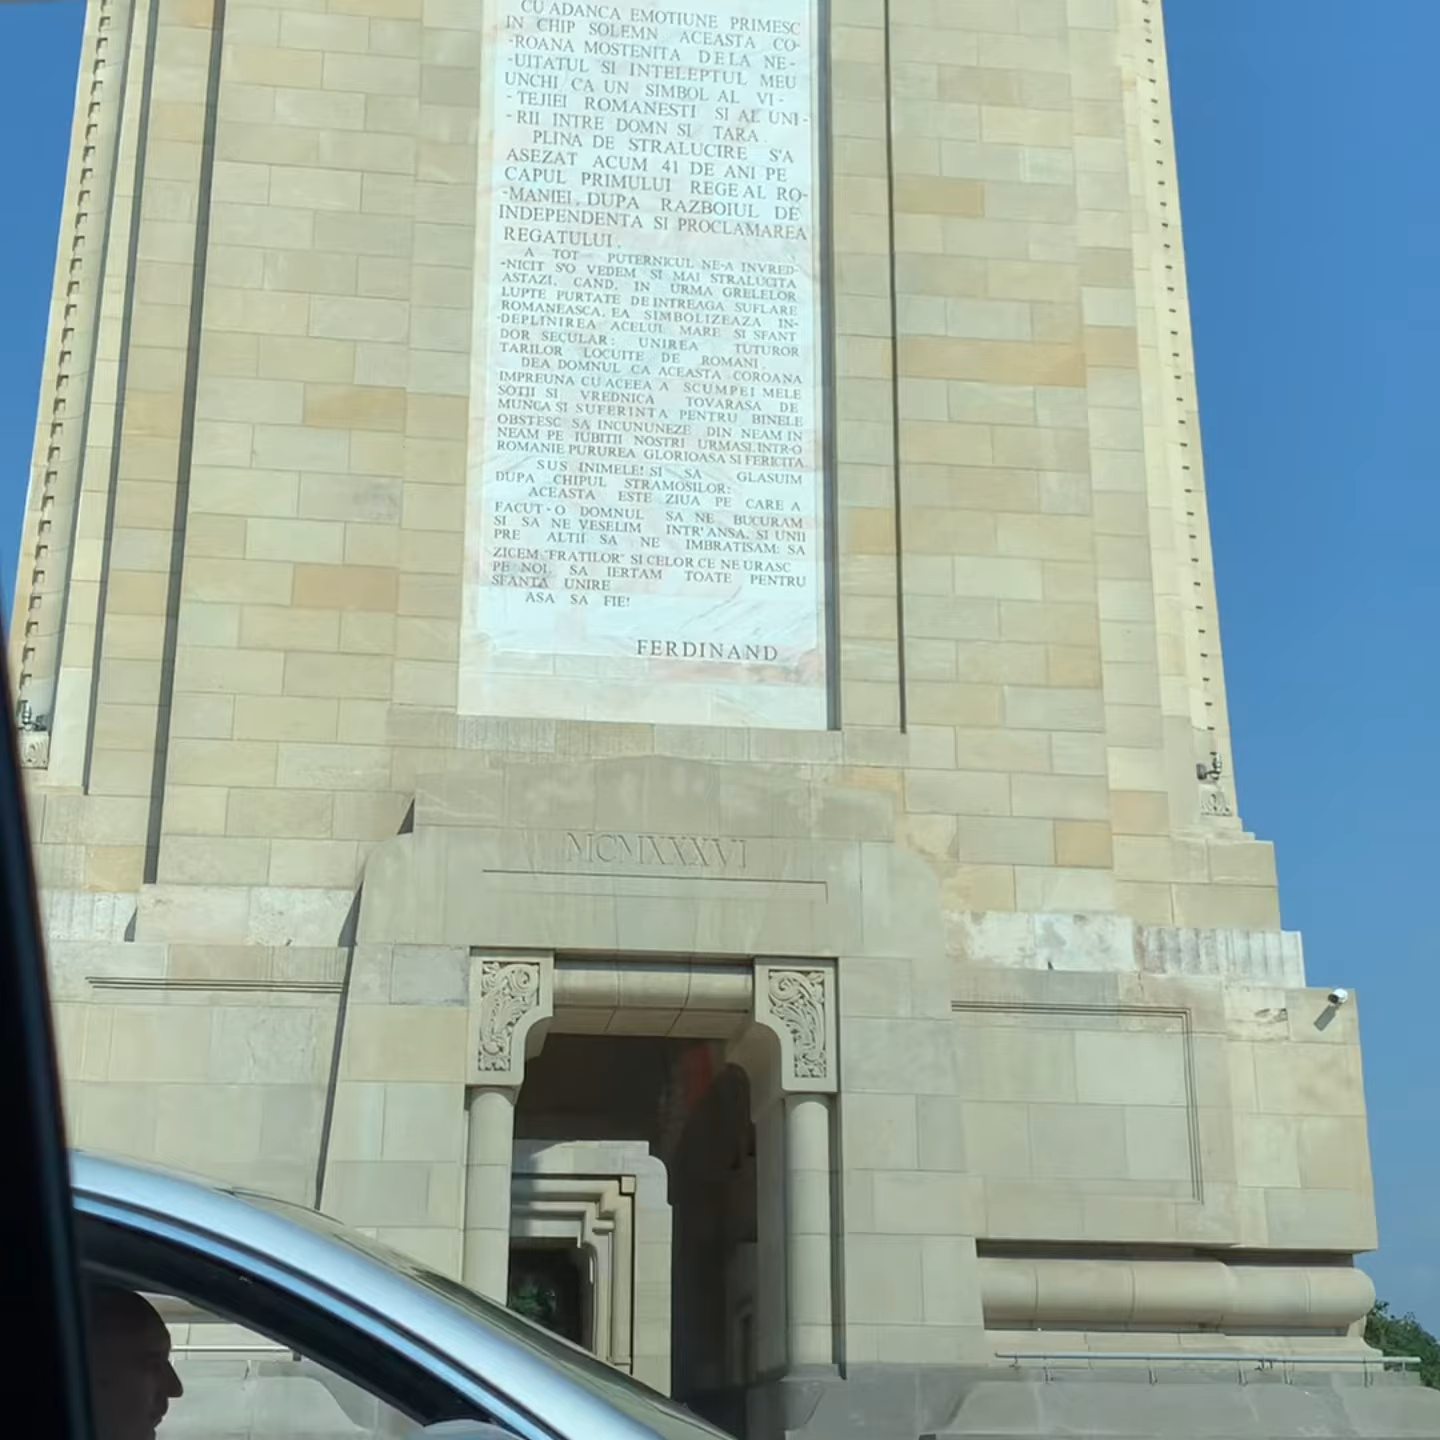 CU ADANCA EMOTIUNE PRIMESC
IN CHIP SOLEMN ACEASTA CO-
-ROANA MOSTENITA DELA NE-
-UITATUL SI INTELEPTUL MEU
UNCHI CA UN SIMBOL AL VI-
-TEJIEI ROMANESTI SI AL UNI-
-RII INTRE DOMN SI TARA.
PLINA DE STRALUCIRE S'A
ASEZAT ACUM 41 DE ANI PE
CAPUL PRIMULUI REGE AL RO-
-MANIEI, DUPA RAZBOIUL DE
INDEPENDENTA SI PROCLAMAREA
REGATULUI.
A TOT PUTERNICUL NE-A INVRED-
-NICIT S'O VEDEM SI MAI STRALUCITA
ASTAZI, CAND, IN URMA GRELELOR
LUPTE PURTATE DE INTREAGA SUFLARE
ROMANEASCA, EA SIMBOLIZEAZA IN-
-DEPLINIREA ACELUI MARE SI SFANT
DOR SECULAR: UNIREA TUTUROR
TARILOR LOCUITE DE ROMANI.
DEA DOMNUL CA ACEASTA COROANA
IMPREUNA CU ACEEA A SCUMPEI MELE
SOTII SI VREDNICA TOVARASA DE
MUNCA SI SUFERINTA PENTRU BINELE
OBSTESC SA INCUNUNEZE DIN NEAM IN
NEAM PE IUBITII NOSTRI URMASI, INTR-O
ROMANIE PURUREA GLORIOASA SI FERICITA
SUS INIMELE! SI SA GLASUIM
DUPA CHIPUL STRAMOSILOR:
ACEASTA ESTE ZIUA PE CARE A
FACUT-O DOMNUL SA NE BUCURAM
SI SA NE VESELIM INTR'ANSA, SI UNII
PRE ALTII SA NE IMBRATISAM: SA
ZICEM "FRATILOR" SI CELOR CE NE URASC
PE NOI, SA IERTAM TOATE PENTRU
SFANTA UNIRE
ASA SA FIE!
FERDINAND
MCMXXXVI